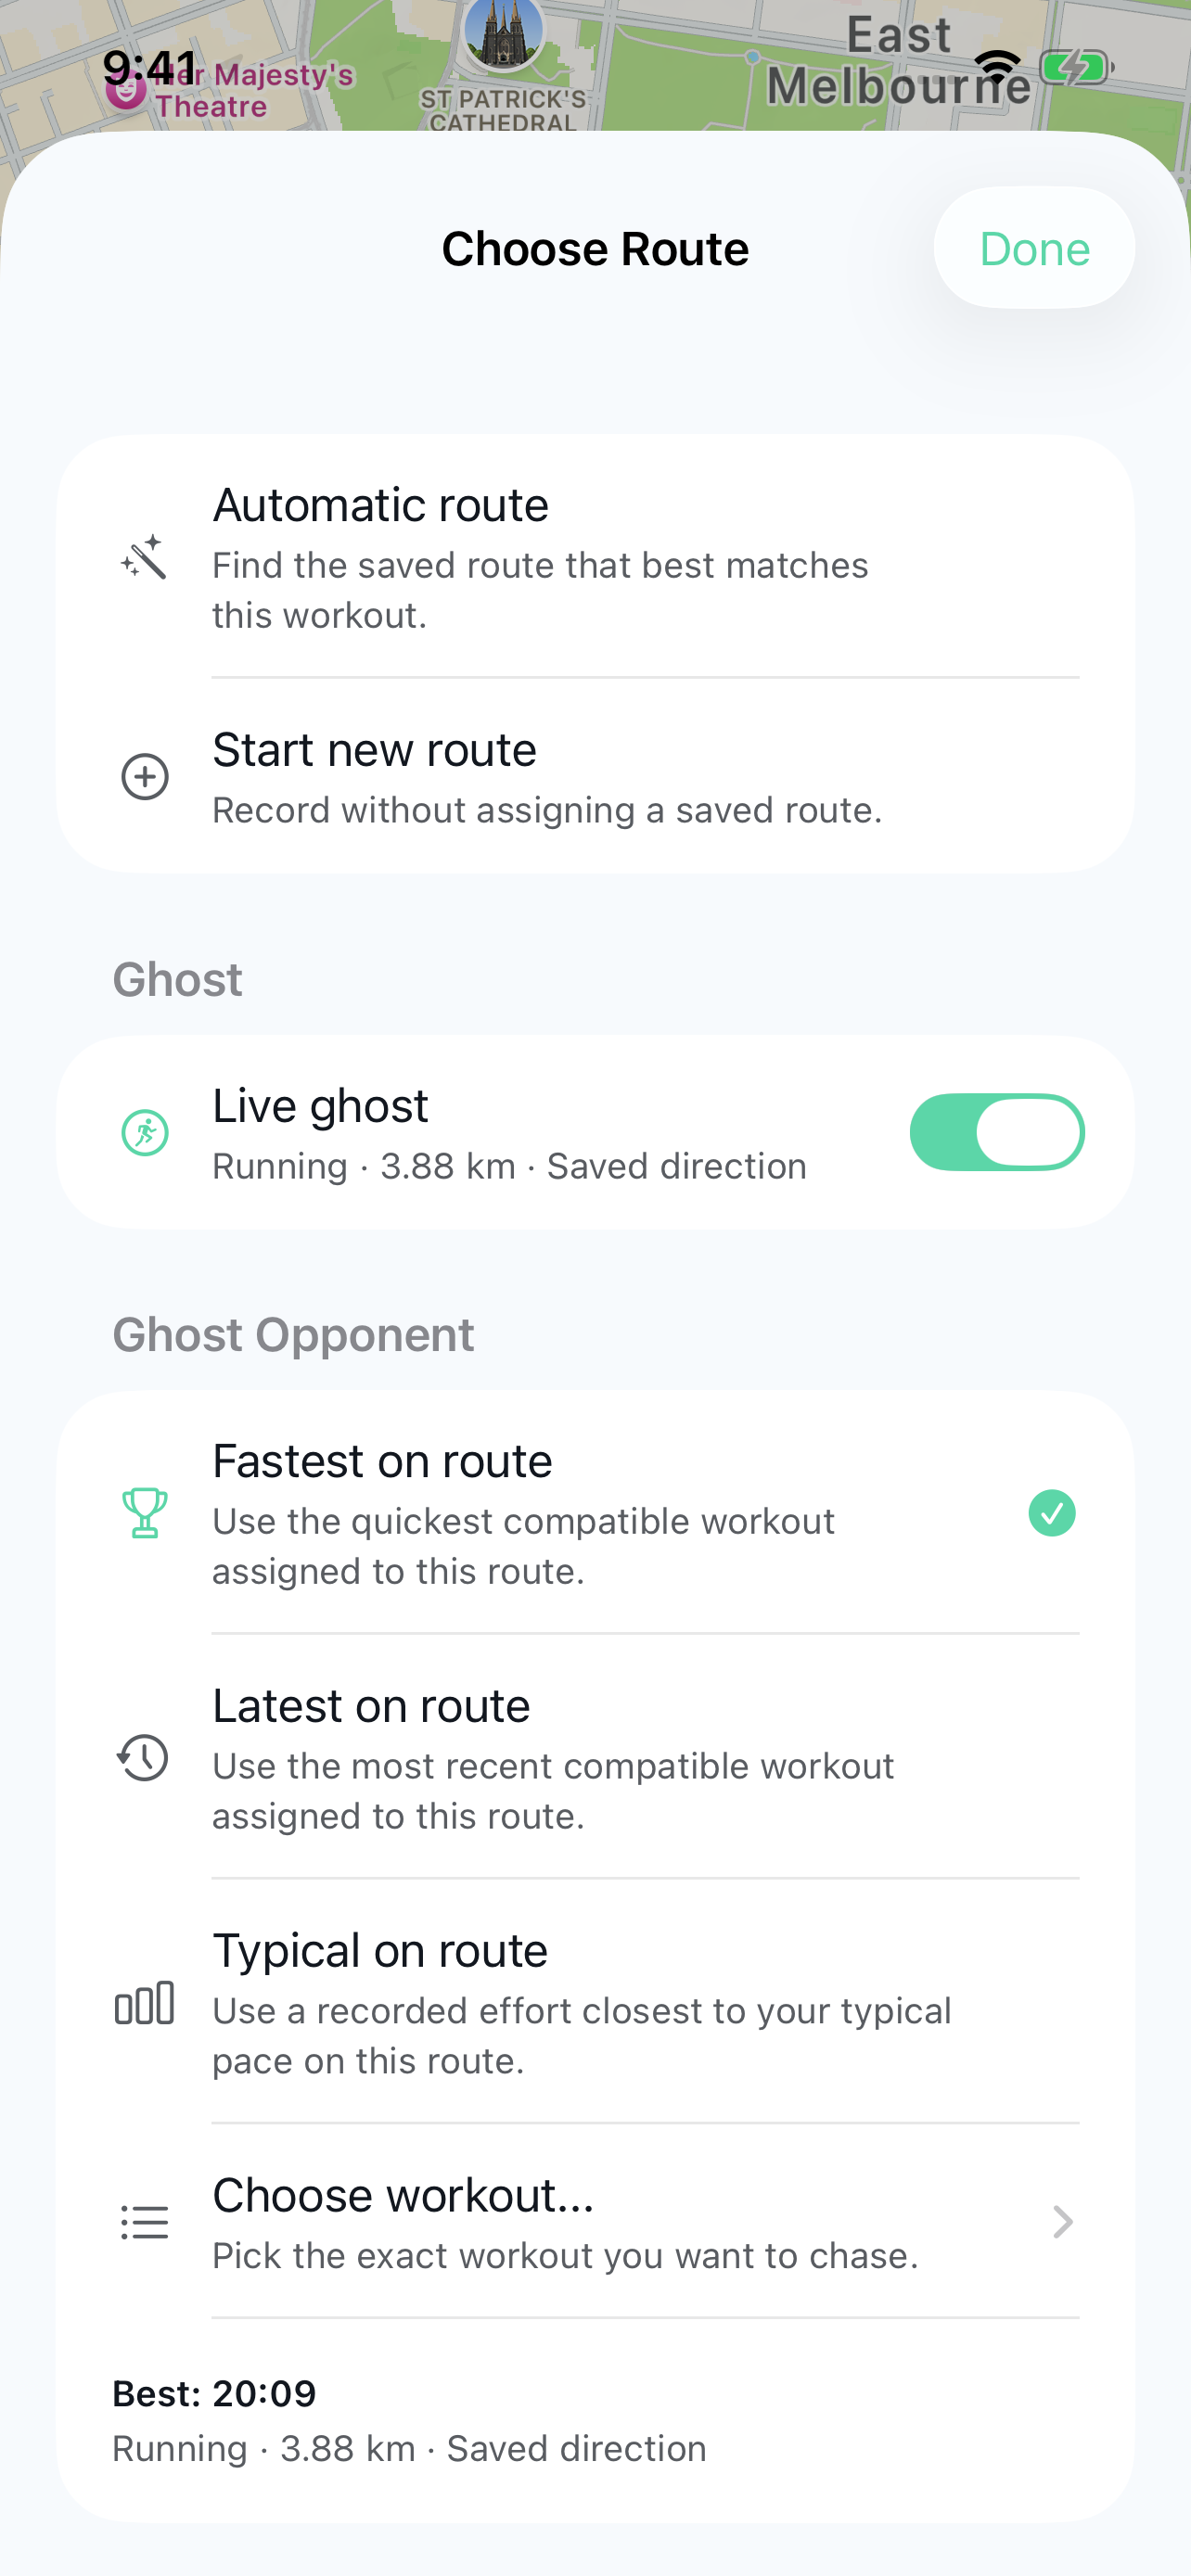 9:41
Her Majesty's
Theatre
ST PATRICK'S
CATHEDRAL
East
Melbourne
Choose Route
Done
Automatic route
Find the saved route that best matches
this workout.
Start new route
Record without assigning a saved route.
Ghost
Live ghost
Running · 3.88 km · Saved direction
Ghost Opponent
Fastest on route
Use the quickest compatible workout
assigned to this route.
Latest on route
Use the most recent compatible workout
assigned to this route.
Typical on route
Use a recorded effort closest to your typical
pace on this route.
Choose workout...
Pick the exact workout you want to chase.
Best: 20:09
Running · 3.88 km · Saved direction